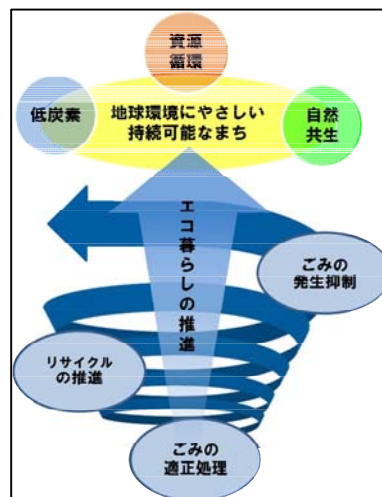 資源
循環
低炭素
地球環境にやさしい
持続可能なまち
自然
共生
エコ暮らしの推進
ごみの
発生抑制
リサイクル
の推進
ごみの
適正処理